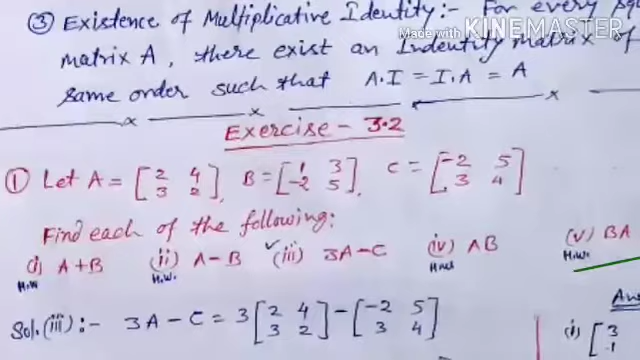 ③ Existence of Multiplicative Identity:- For every squ
Made with KINEMASTER
matrix A, there exist an Indentity matrix of
same order such that A.I = I.A = A
Exercise - 3.2
① Let A = [2 4 3 2], B = [1 3 -2 5], C = [-2 5 3 4]
Find each of the following:
(i) A+B (ii) A-B (iii) 3A-C (iv) AB (v) BA
H.W H.W. H.W H.W.
Sol.(iii):- 3A-C = 3[2 4 3 2] - [-2 5 3 4]
Ans
(i) [3 -1